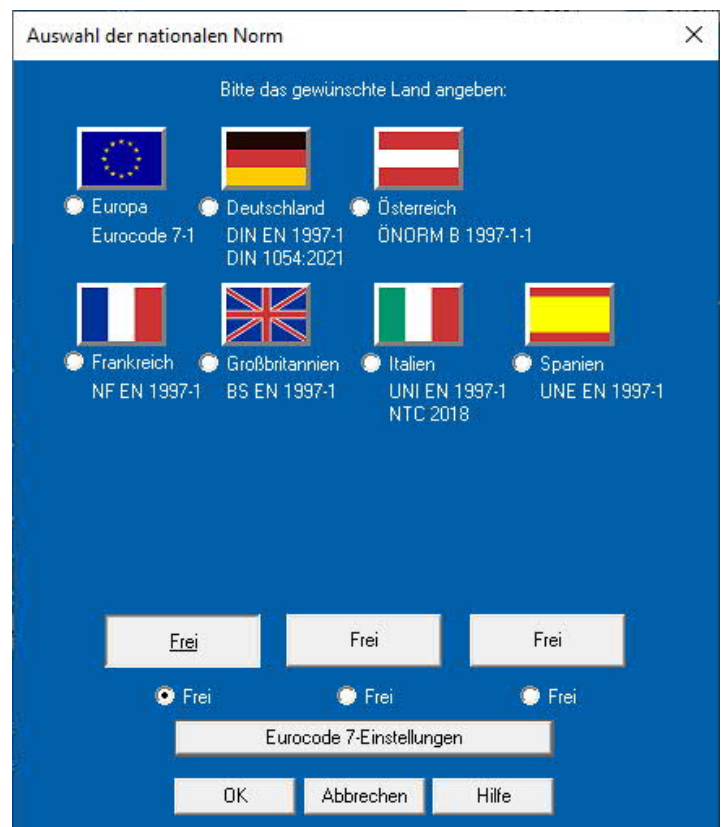 Auswahl der nationalen Norm
Bitte das gewünschte Land angeben:
Europa Deutschland Österreich
Eurocode 7-1 DIN EN 1997-1 ÖNORM B 1997-1-1
DIN 1054:2021
Frankreich Großbritannien Italien Spanien
NF EN 1997-1 BS EN 1997-1 UNI EN 1997-1 UNE EN 1997-1
NTC 2018
Frei Frei Frei
Frei Frei Frei
Eurocode 7-Einstellungen
OK Abbrechen Hilfe